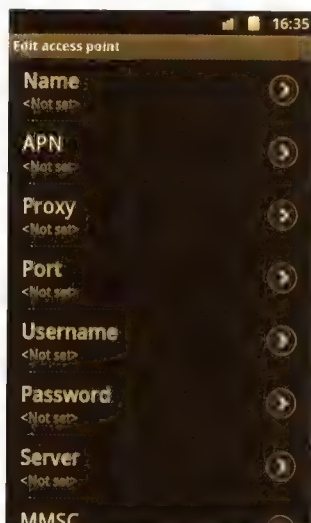 16:35
Edit access point
Name
<Not set>
APN
<Not set>
Proxy
<Not set>
Port
<Not set>
Username
<Not set>
Password
<Not set>
Server
<Not set>
MMSC